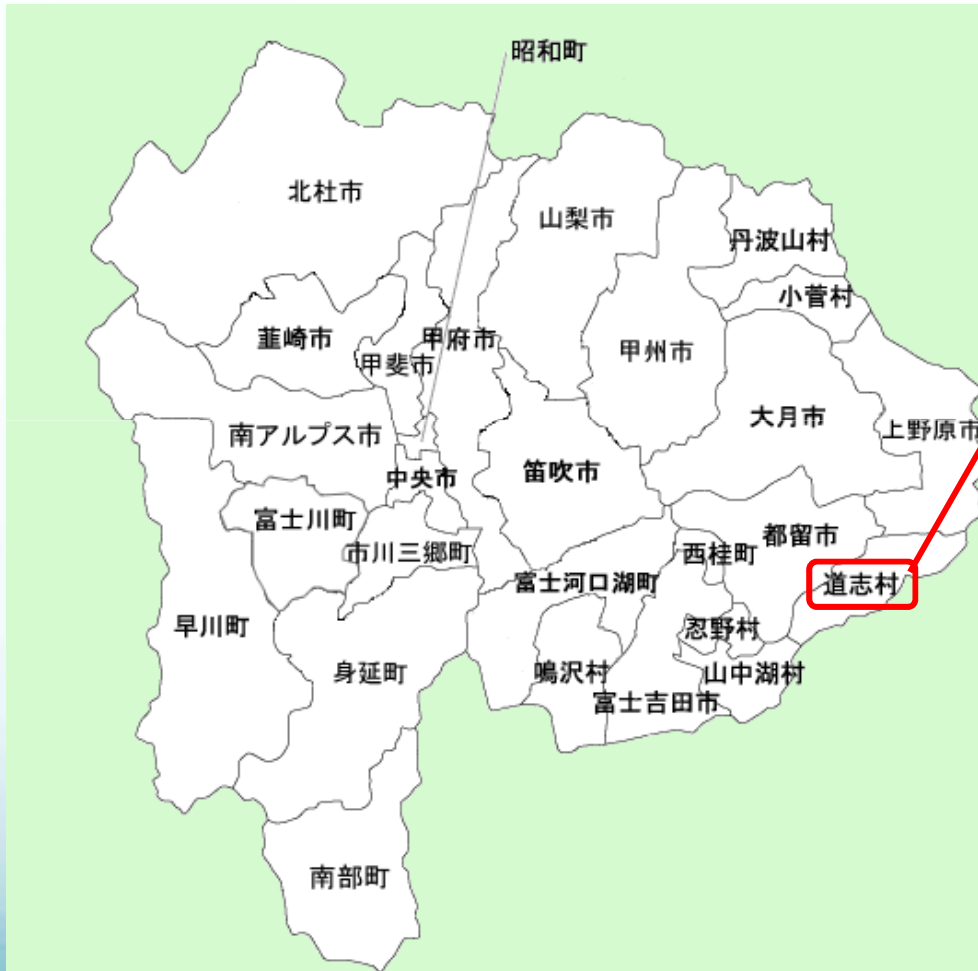 昭和町
北杜市
山梨市
丹波山村
小菅村
韮崎市
甲府市
甲斐市
甲州市
大月市
上野原市
南アルプス市
中央市
笛吹市
富士川町
都留市
市川三郷町
西桂町
富士河口湖町
道志村
早川町
忍野村
身延町
鳴沢村
山中湖村
富士吉田市
南部町